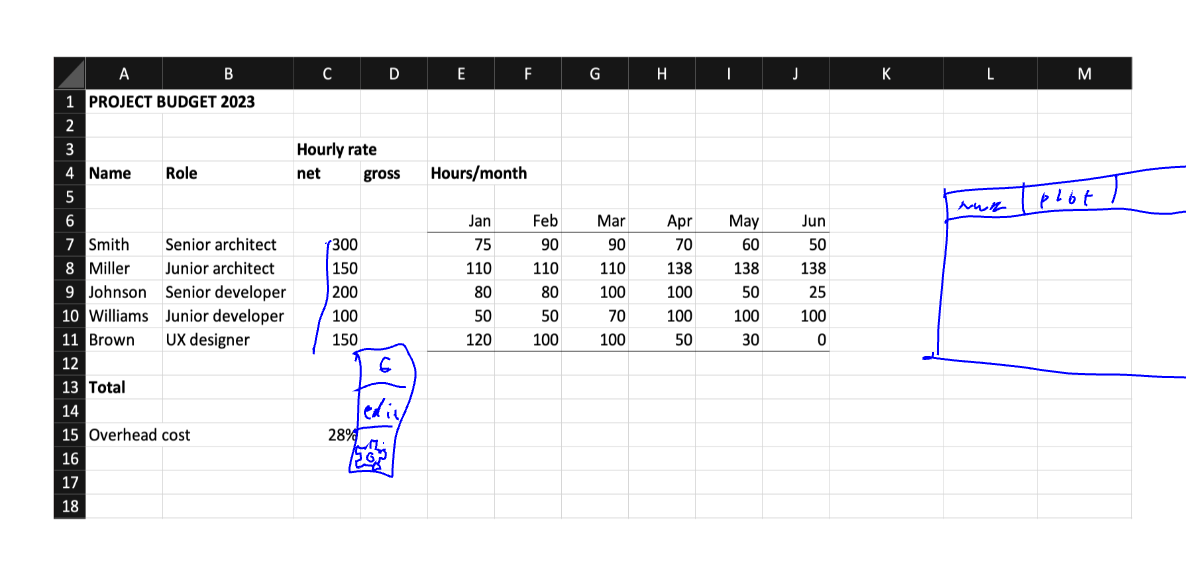 A B C D E F G H I J K L M
1 PROJECT BUDGET 2023
2
3 Hourly rate
4 Name Role net gross Hours/month
5 plot
6 Jan Feb Mar Apr May Jun
7 Smith Senior architect 300 75 90 90 70 60 50
8 Miller Junior architect 150 110 110 110 138 138 138
9 Johnson Senior developer 200 80 80 100 100 50 25
10 Williams Junior developer 100 50 50 70 100 100 100
11 Brown UX designer 150 120 100 100 50 30 0
12 G
13 Total
14
15 Overhead cost 28%
16
17
18